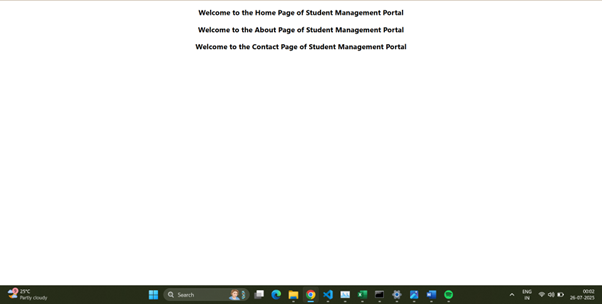 Welcome to the Home Page of Student Management Portal
Welcome to the About Page of Student Management Portal
Welcome to the Contact Page of Student Management Portal
25°C
Partly cloudy
Search
ENG
IN
00:02
26-07-2025